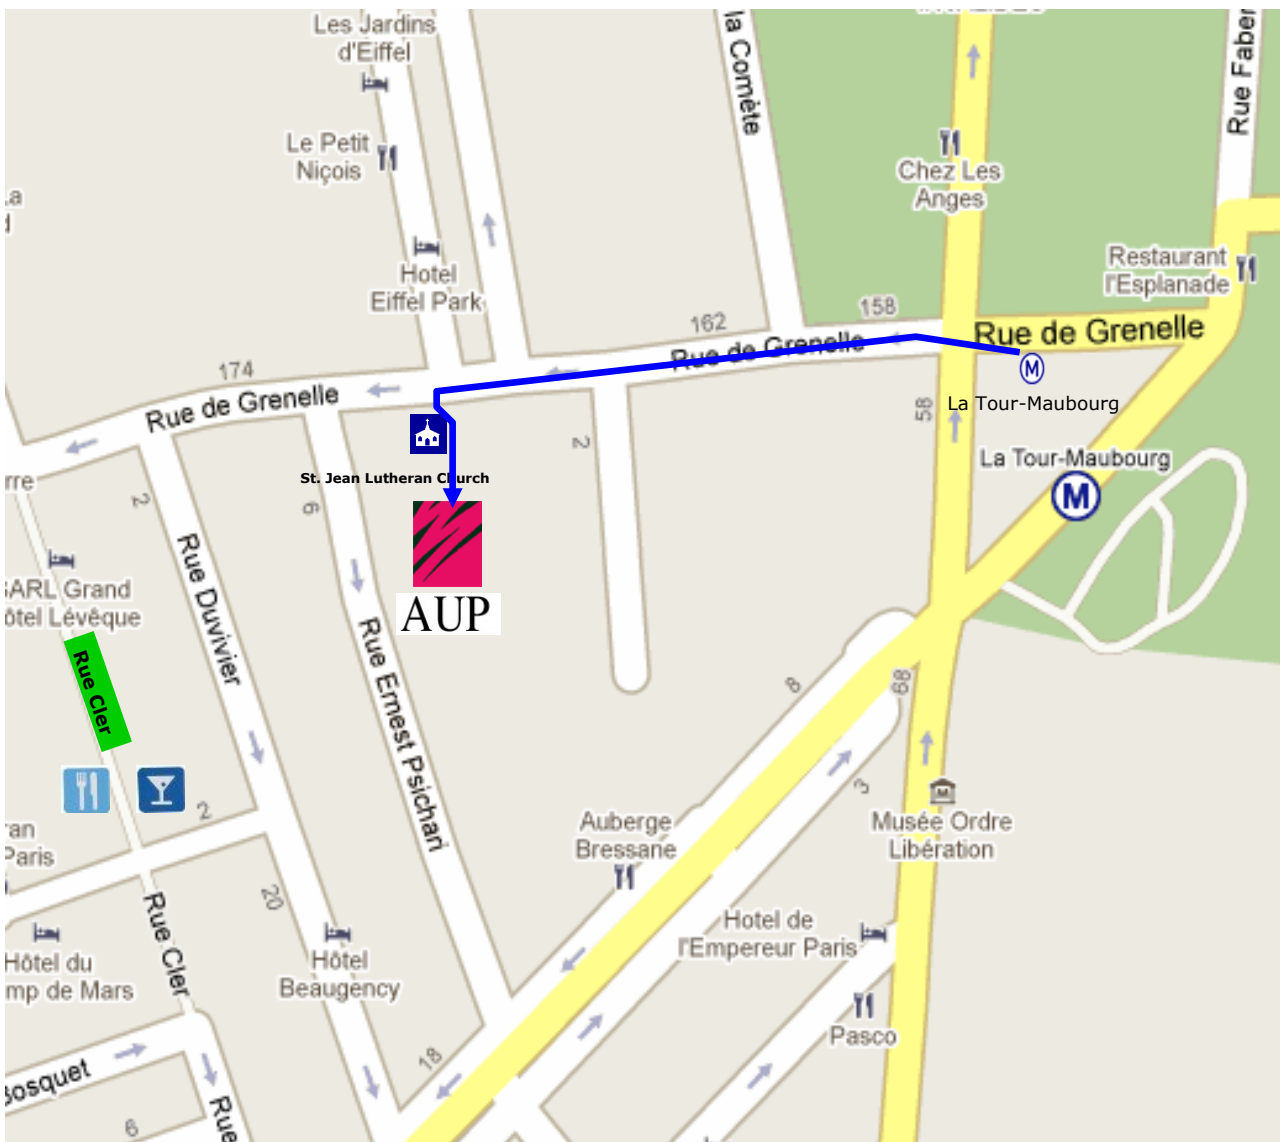 Les Jardins
d'Eiffel
la Comète
Rue Faber
Le Petit
Niçois
Chez Les
Anges
Hotel
Eiffel Park
Restaurant
l'Esplanade
158
162
Rue de Grenelle
Rue de Grenelle
174
Rue de Grenelle
M
La Tour-Maubourg
58
La Tour-Maubourg
M
2
St. Jean Lutheran Church
2
6
AUP
Rue Duvivier
Rue Ernest Psichari
SARL Grand
Hôtel Lévêque
Rue Cler
8
68
3
2
Auberge
Bressane
Musée Ordre
Libération
ran
Paris
20
Rue Cler
Hôtel du
mp de Mars
Hôtel
Beaugency
Hotel de
l'Empereur Paris
Pasco
18
Bosquet
Rue
6